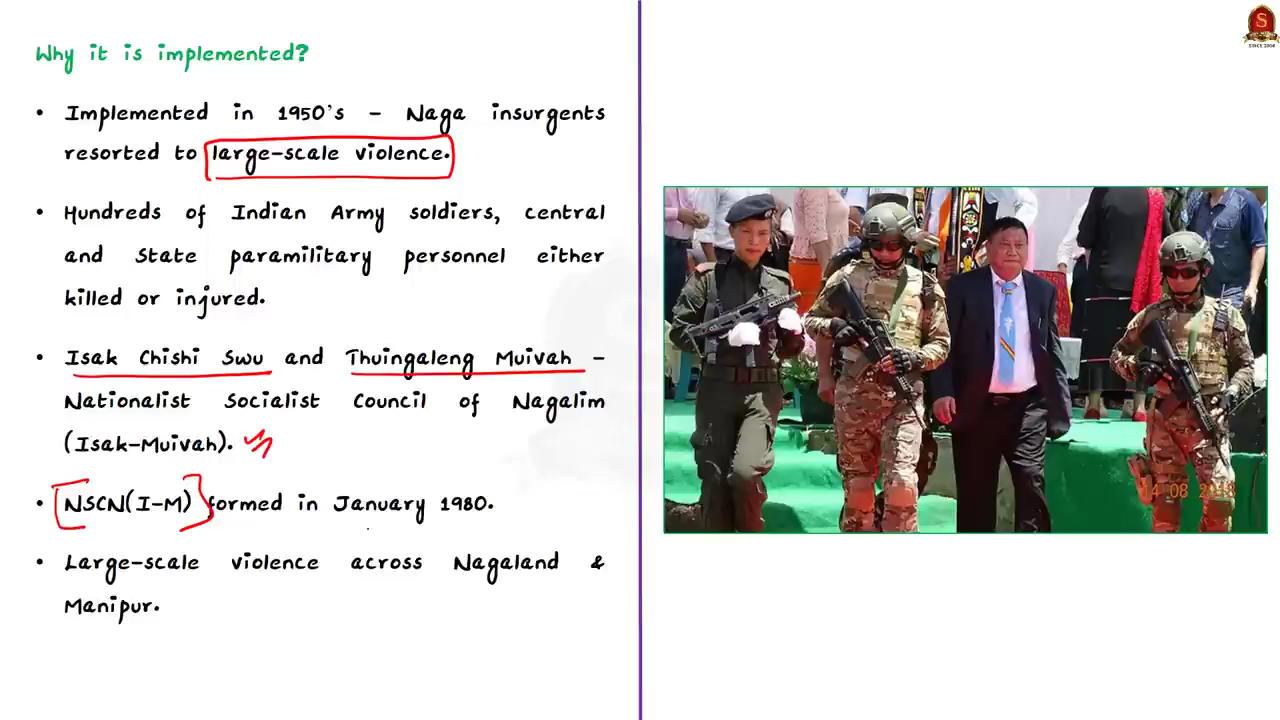 Why it is implemented?
• Implemented in 1950's - Naga insurgents
resorted to large-scale violence.
• Hundreds of Indian Army soldiers, central
and State paramilitary personnel either
killed or injured.
• Isak Chishi Swu and Thuingaleng Muivah -
Nationalist Socialist Council of Nagalim
(Isak-Muivah).
• NSCN(I-M) formed in January 1980.
• Large-scale violence across Nagaland &
Manipur.
S
SINCE 2004